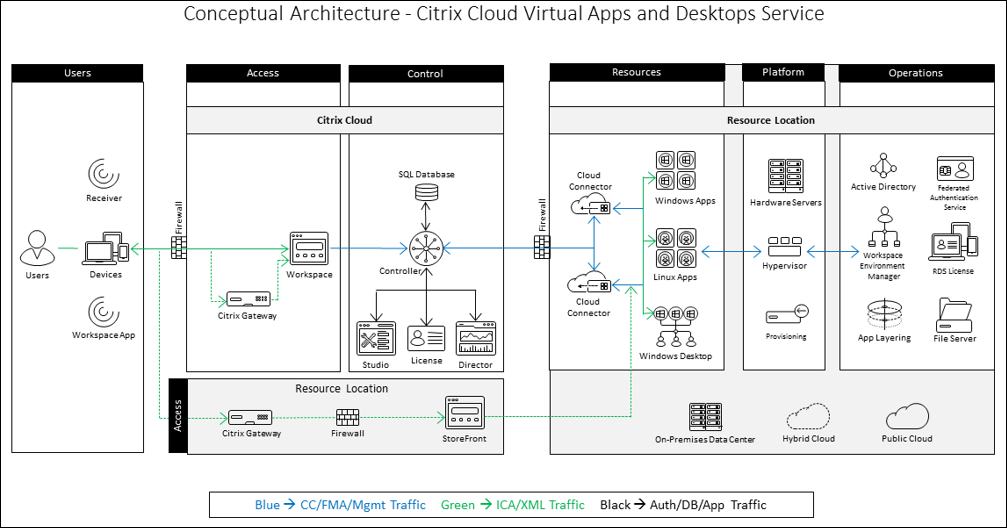 Conceptual Architecture - Citrix Cloud Virtual Apps and Desktops Service
Users
Access
Control
Resources
Platform
Operations
Citrix Cloud
Resource Location
Receiver
Users
Devices
Workspace App
Firewall
Workspace
Citrix Gateway
SQL Database
Controller
Studio
License
Director
Firewall
Cloud
Connector
Cloud
Connector
Windows Apps
Linux Apps
Windows Desktop
Hardware Servers
Hypervisor
Provisioning
Active Directory
Federated
Authentication
Service
Workspace
Environment
Manager
RDS License
App Layering
File Server
Access
Resource Location
Citrix Gateway
Firewall
StoreFront
On-Premises Data Center
Hybrid Cloud
Public Cloud
Blue → CC/FMA/Mgmt Traffic Green → ICA/XML Traffic Black → Auth/DB/App Traffic